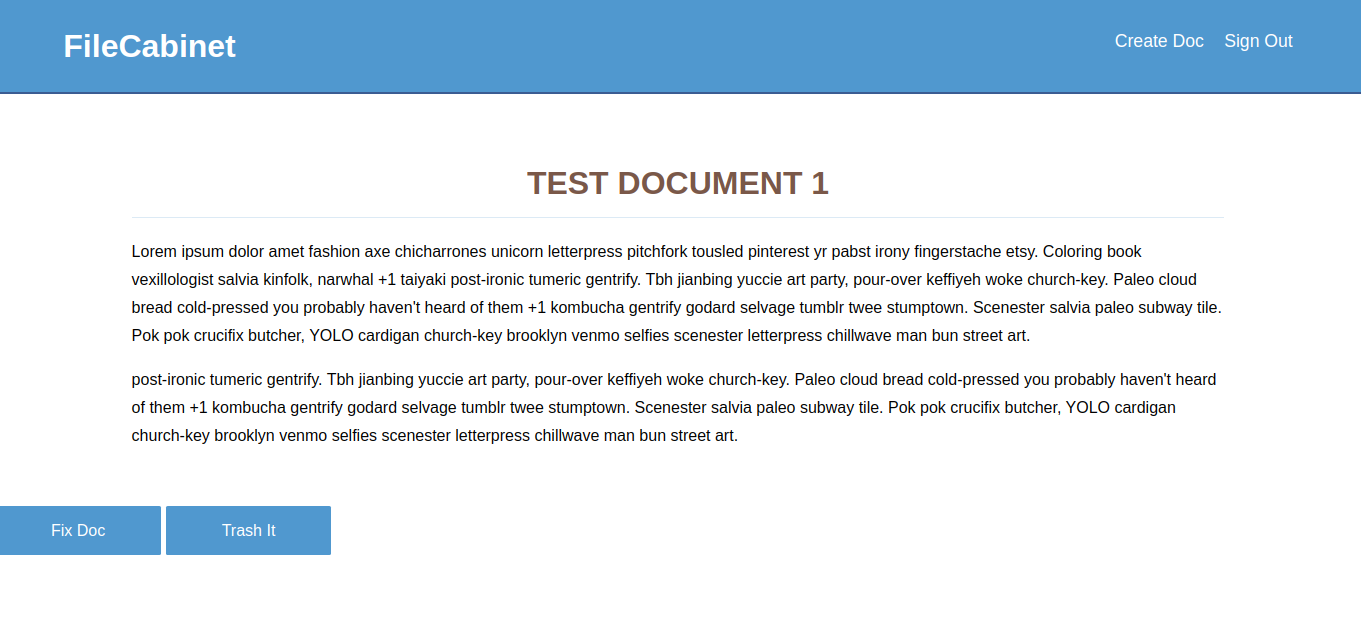 FileCabinet
Create Doc Sign Out
TEST DOCUMENT 1
Lorem ipsum dolor amet fashion axe chicharrones unicorn letterpress pitchfork tousled pinterest yr pabst irony fingerstache etsy. Coloring book
vexillologist salvia kinfolk, narwhal +1 taiyaki post-ironic tumeric gentrify. Tbh jianbing yuccie art party, pour-over keffiyeh woke church-key. Paleo cloud
bread cold-pressed you probably haven't heard of them +1 kombucha gentrify godard selvage tumblr twee stumptown. Scenester salvia paleo subway tile.
Pok pok crucifix butcher, YOLO cardigan church-key brooklyn venmo selfies scenester letterpress chillwave man bun street art.
post-ironic tumeric gentrify. Tbh jianbing yuccie art party, pour-over keffiyeh woke church-key. Paleo cloud bread cold-pressed you probably haven't heard
of them +1 kombucha gentrify godard selvage tumblr twee stumptown. Scenester salvia paleo subway tile. Pok pok crucifix butcher, YOLO cardigan
church-key brooklyn venmo selfies scenester letterpress chillwave man bun street art.
Fix Doc Trash It